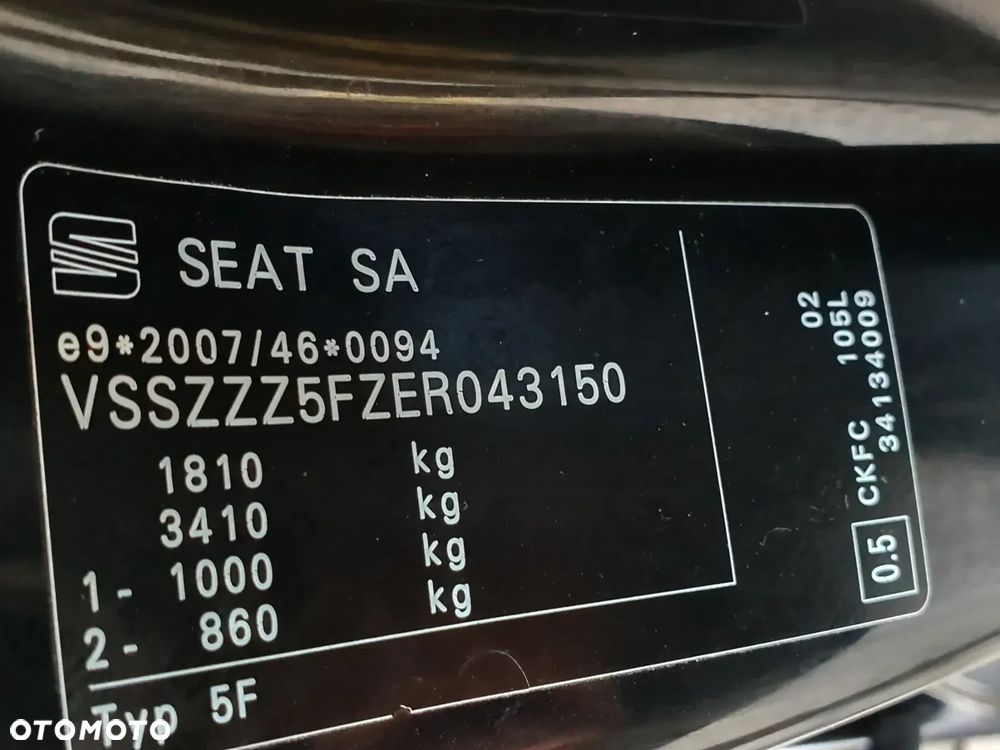 SEAT SA
e9*2007/46*0094
VSSZZZ5FZER043150
1810 kg
3410 kg
1- 1000 kg
2- 860 kg
Typ 5F
02
CKFC 105L
0.5 34134009
OTOMOTO